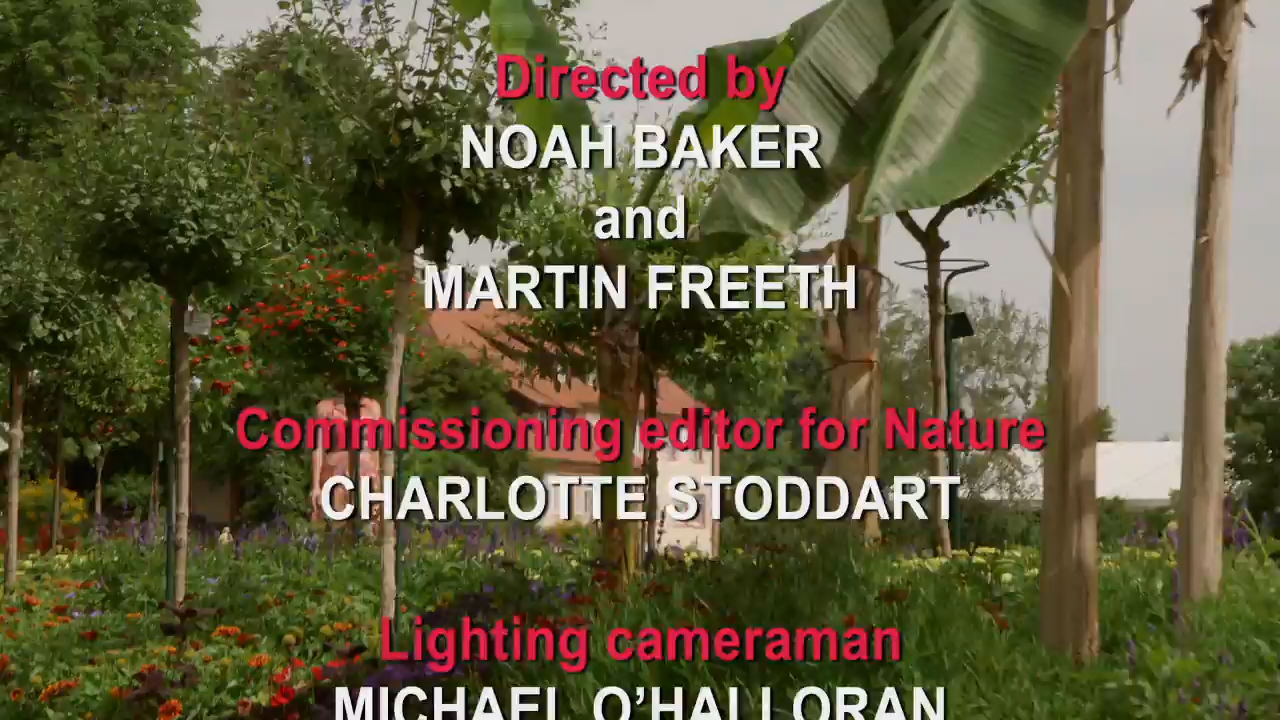 Directed by
NOAH BAKER
and
MARTIN FREETH
Commissioning editor for Nature
CHARLOTTE STODDART
Lighting cameraman
MICHAEL O’HALLORAN